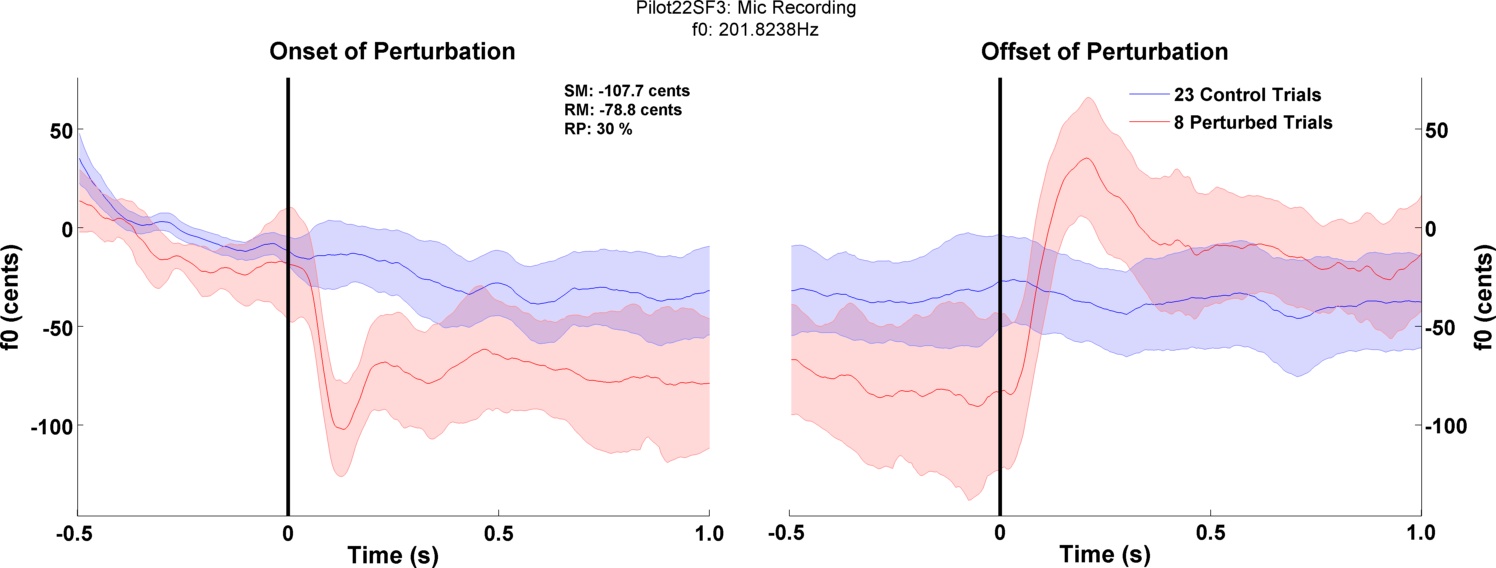 Pilot22SF3: Mic Recording
f0: 201.8238Hz
Onset of Perturbation
SM: -107.7 cents
RM: -78.8 cents
RP: 30 %
f0 (cents)
50
0
-50
-100
-0.5 0 0.5 1.0
Time (s)
Offset of Perturbation
23 Control Trials
8 Perturbed Trials
50
0
-50
-100
f0 (cents)
-0.5 0 0.5 1.0
Time (s)